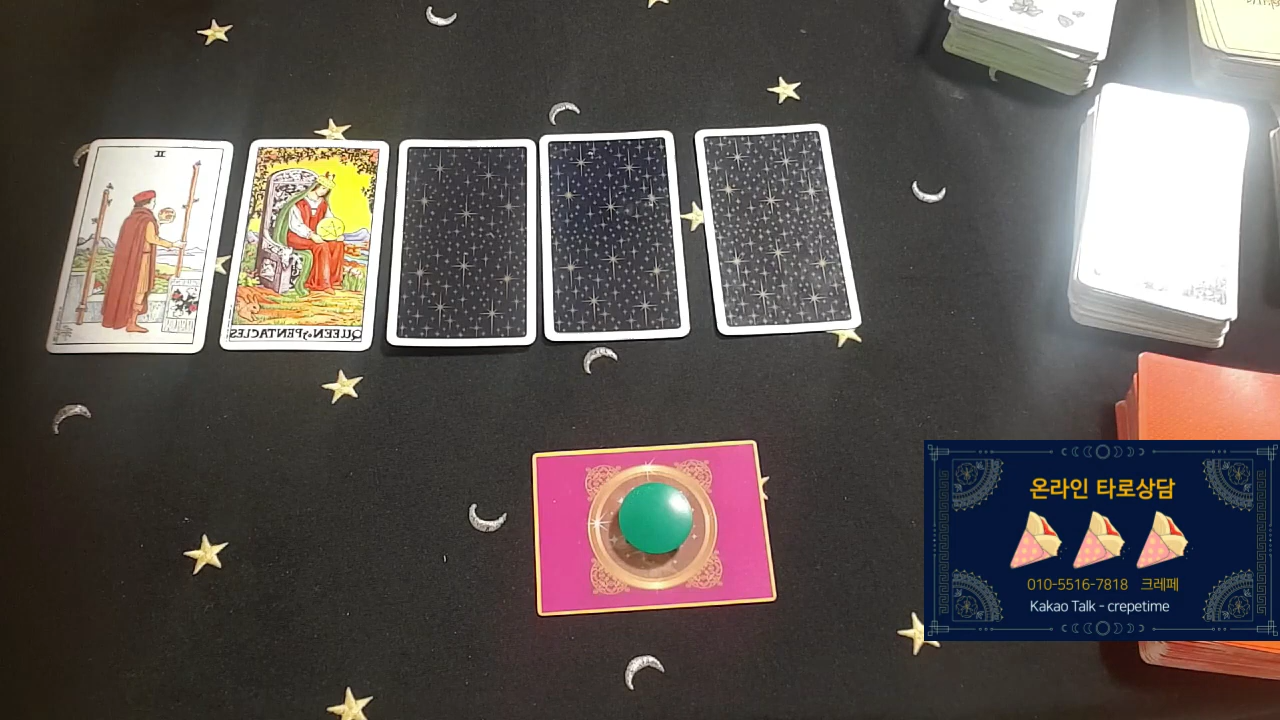 II
QUEEN of PENTACLES
온라인 타로상담
010-5516-7818 크레페
Kakao Talk - crepetime